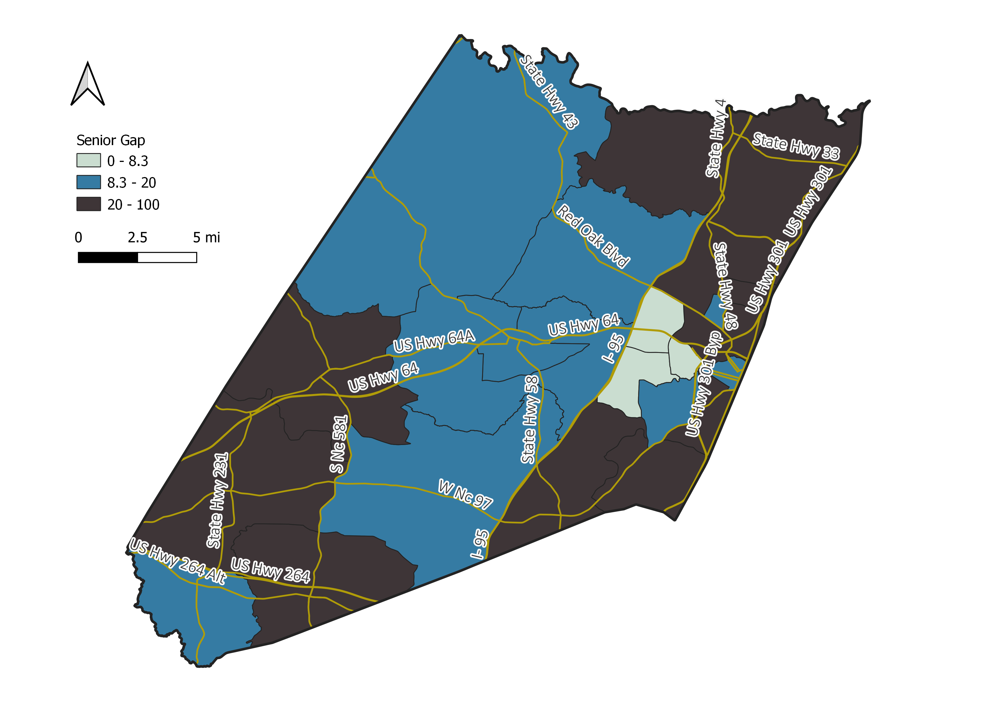 State Hwy 43
State Hwy 4
State Hwy 33
Senior Gap
0 - 8.3
8.3 - 20
20 - 100
US Hwy 301
Red Oak Blvd
0 2.5 5 mi
US Hwy 301
State Hwy 48
US Hwy 64
US Hwy 64A
I- 95
US Hwy 301 Byp
US Hwy 64
State Hwy 58
S Nc 581
State Hwy 231
W Nc 97
I- 95
US Hwy 264 Alt
US Hwy 264